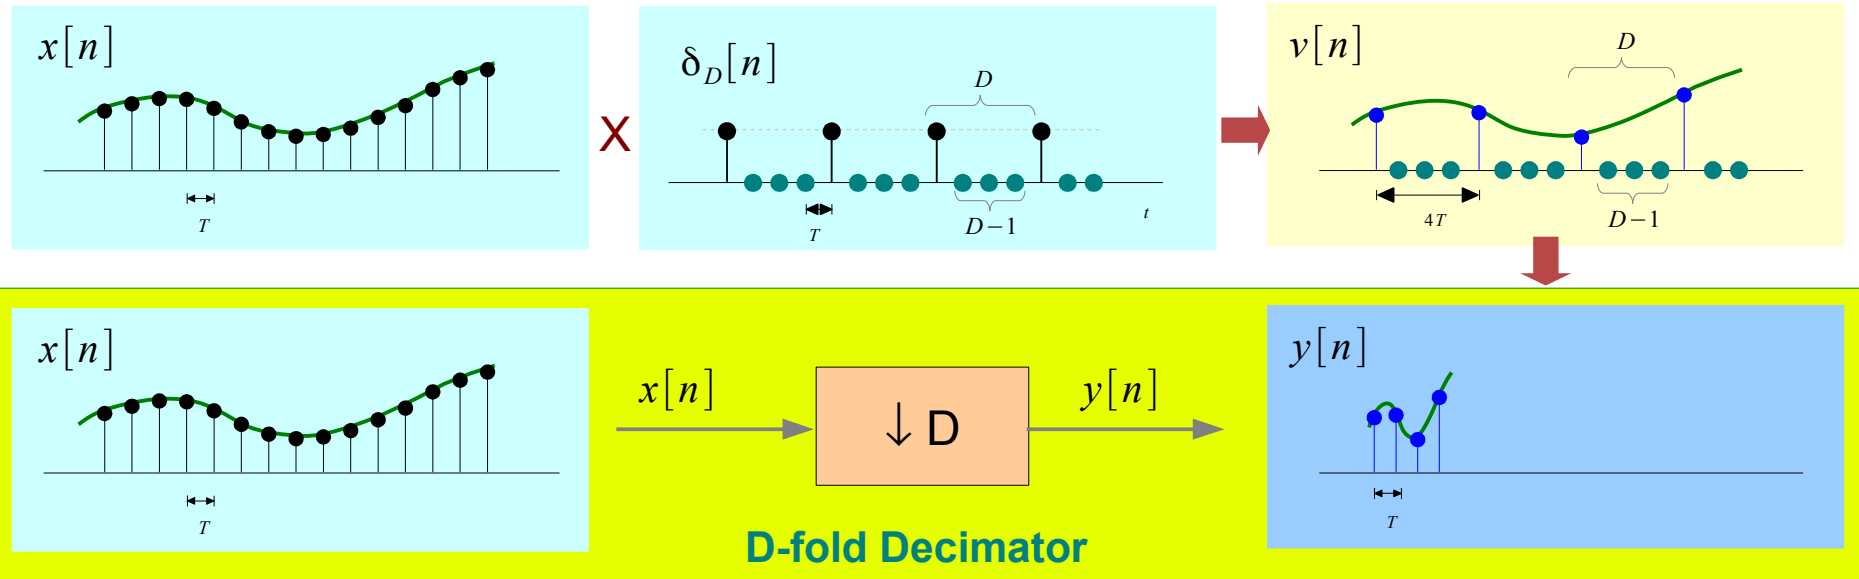 x[n]
T
X
δ_D[n]
D
T
D−1
t
v[n]
D
4T
D−1
x[n]
T
x[n]
↓ D
y[n]
D-fold Decimator
y[n]
T